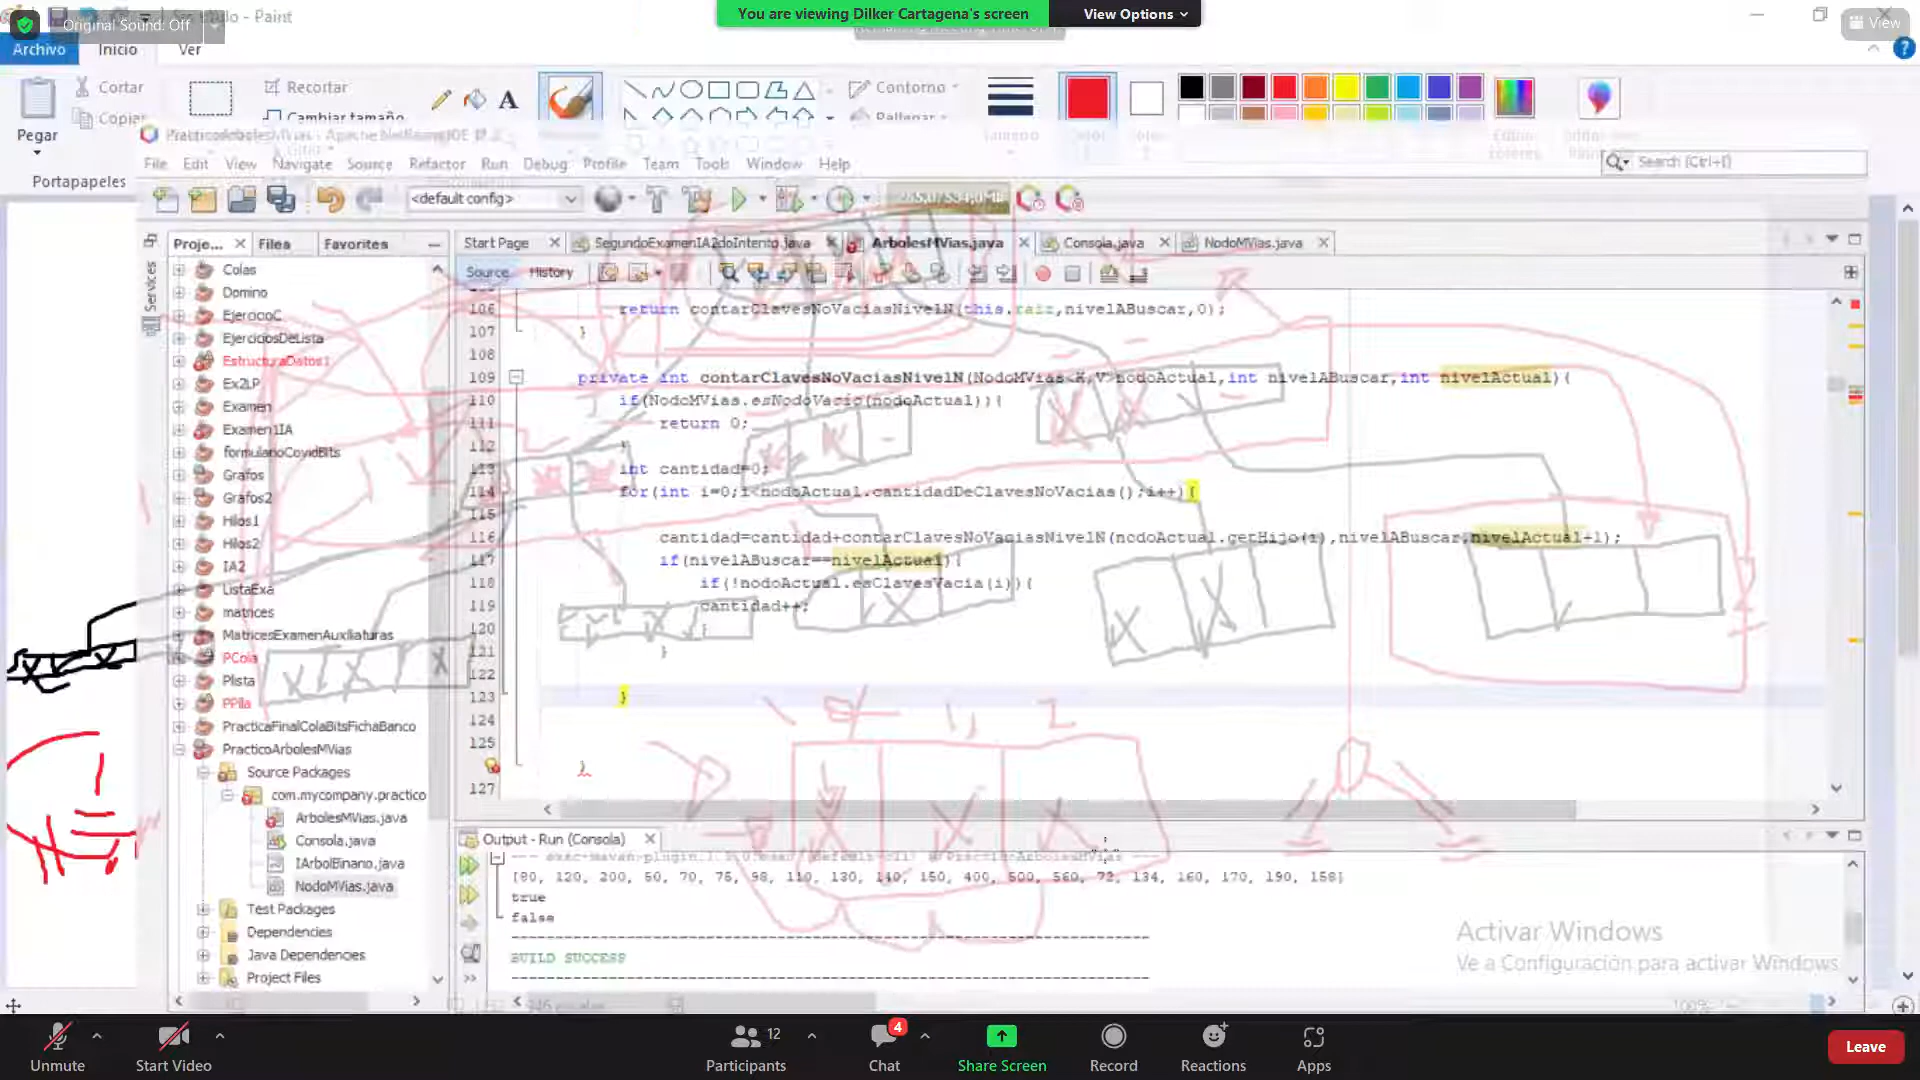 You are viewing Dilker Cartagena's screen
View Options
Original Sound: Off
- Paint
View
Archivo
Inicio
Ver
Cortar
Recortar
Contorno
Pegar
Cambiar tamaño
Portapapeles
File Edit View Navigate Source Refactor Run Debug Profile Team Tools Window Help
Search (Ctrl+I)
<default config>
Proje... Files Favorites
Services
Start Page
SegundoExamenIA2doIntento.java
ArbolesMVias.java
Consola.java
NodoMVias.java
Source History
Colas
Domino
EjercicioC
EjerciciosDeLista
EstructuraDatos1
Ex2LP
Examen
Examen1IA
formularioCovidBits
Grafos
Grafos2
Hilos1
Hilos2
IA2
ListaExa
matrices
MatricesExamenAuxiliaturas
PCola
Plista
PPila
PracticaFinalColaBitsFichaBanco
PracticoArbolesMVias
Source Packages
com.mycompany.practico
ArbolesMVias.java
Consola.java
IArbolBinario.java
NodoMVias.java
Test Packages
Dependencies
Java Dependencies
Project Files
106 return contarClavesNoVaciasNivelN(this.raiz,nivelABuscar,0);
107 }
108
109 private int contarClavesNoVaciasNivelN(NodoMVias<K,V>nodoActual,int nivelABuscar,int nivelActual){
110 if(NodoMVias.esNodoVacio(nodoActual)){
111 return 0;
112 }
113 int cantidad=0;
114 for(int i=0;i<nodoActual.cantidadDeClavesNoVacias();i++){
115
116 cantidad=cantidad+contarClavesNoVaciasNivelN(nodoActual.getHijo(i),nivelABuscar,nivelActual+1);
117 if(nivelABuscar==nivelActual){
118 if(!nodoActual.esClavesVacia(i)){
119 cantidad++;
120 }
121 }
122
123 }
124
125
}
127
Output - Run (Consola)
[80, 120, 200, 50, 70, 75, 98, 110, 130, 140, 150, 400, 500, 560, 72, 134, 160, 170, 190, 158]
true
false
BUILD SUCCESS
Activar Windows
Ve a Configuración para activar Windows
100%
Unmute
Start Video
Participants 12
Chat 4
Share Screen
Record
Reactions
Apps
Leave